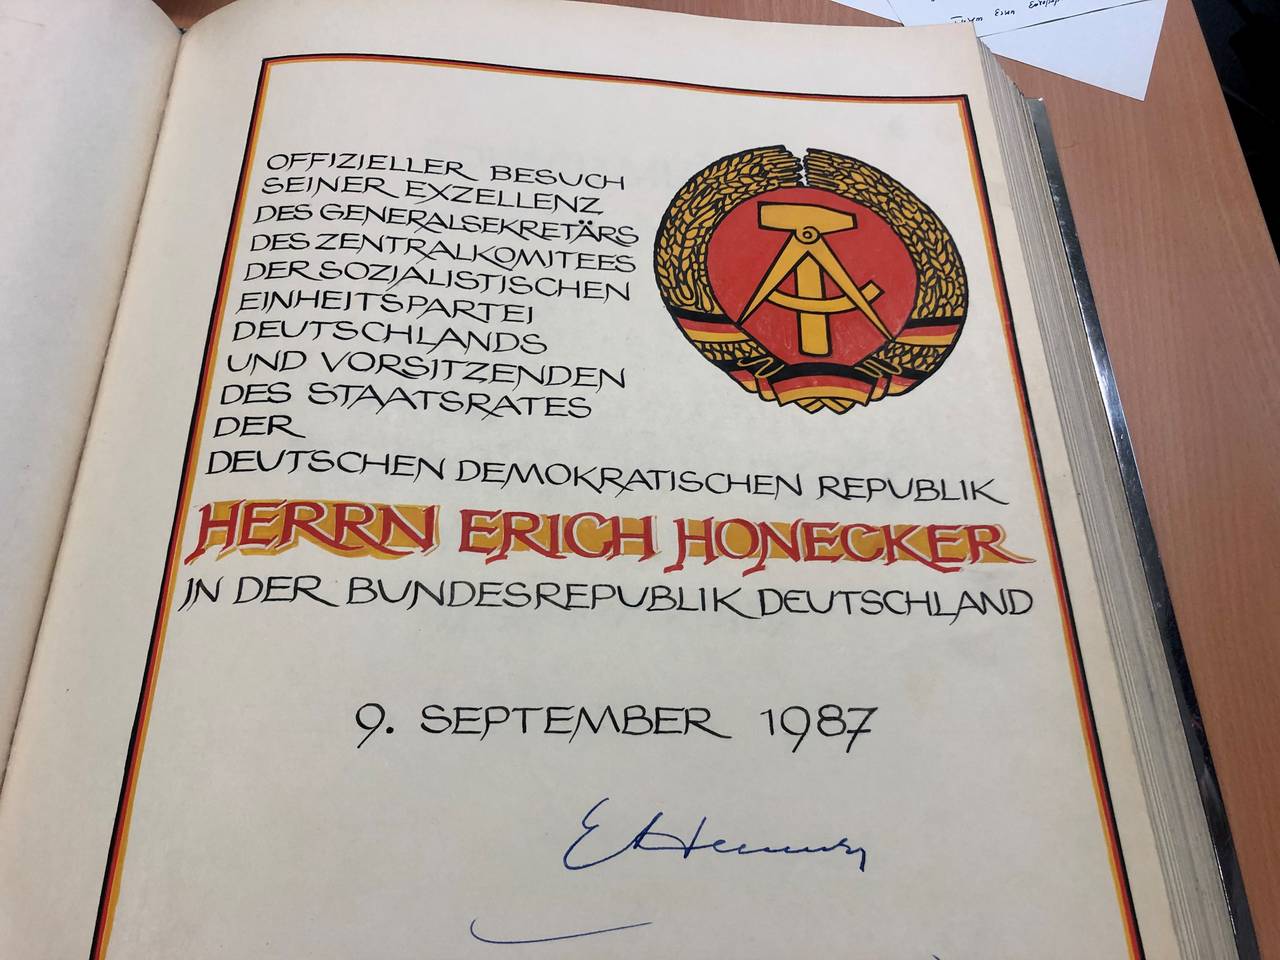 OFFIZIELLER BESUCH
SEINER EXZELLENZ
DES GENERALSEKRETÄRS
DES ZENTRALKOMITEES
DER SOZIALISTISCHEN
EINHEITSPARTEI
DEUTSCHLANDS
UND VORSITZENDEN
DES STAATSRATES
DER
DEUTSCHEN DEMOKRATISCHEN REPUBLIK
HERRN ERICH HONECKER
IN DER BUNDESREPUBLIK DEUTSCHLAND
9. SEPTEMBER 1987